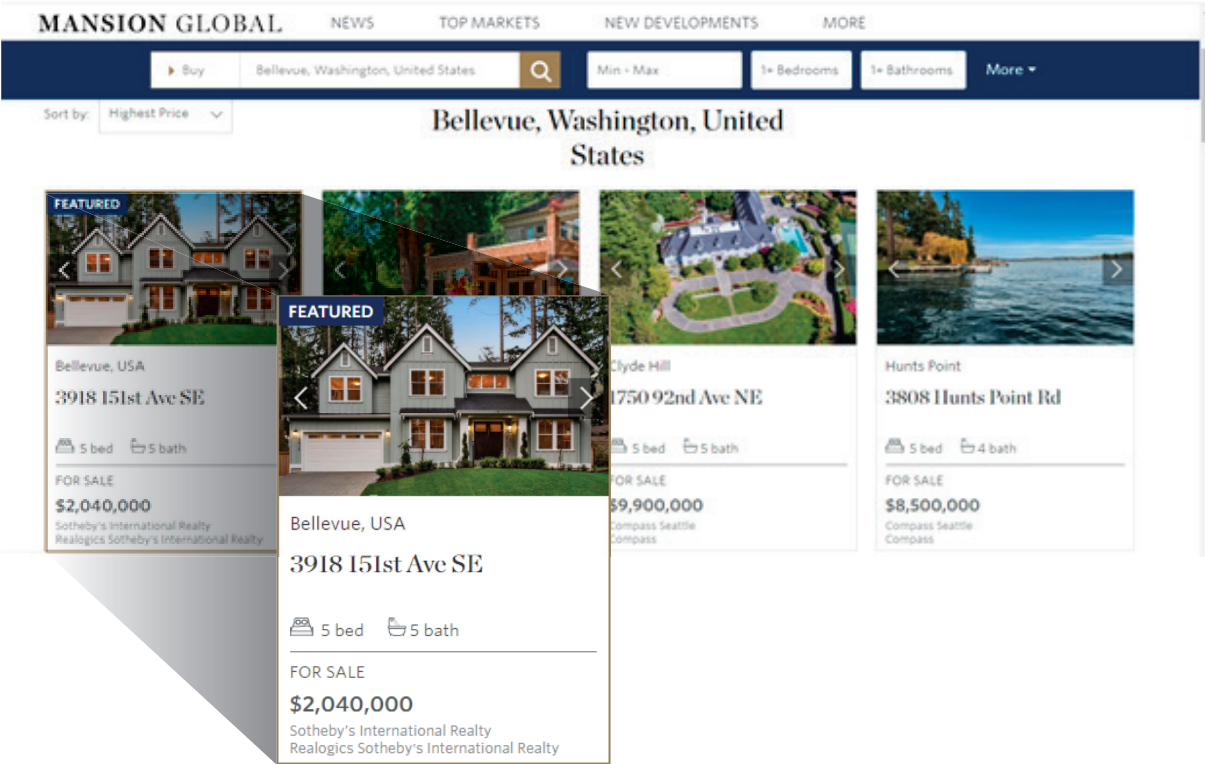 MANSION GLOBAL
NEWS
TOP MARKETS
NEW DEVELOPMENTS
MORE
Buy
Bellevue, Washington, United States
Min - Max
1+ Bedrooms
1+ Bathrooms
More
Sort by:
Highest Price
Bellevue, Washington, United
States
FEATURED
Bellevue, USA
3918 151st Ave SE
5 bed
5 bath
FOR SALE
$2,040,000
Sotheby's International Realty
Realogics Sotheby's International Realty
FEATURED
Bellevue, USA
3918 151st Ave SE
5 bed
5 bath
FOR SALE
$2,040,000
Sotheby's International Realty
Realogics Sotheby's International Realty
Clyde Hill
1750 92nd Ave NE
5 bed
5 bath
FOR SALE
$9,900,000
Compass Seattle
Compass
Hunts Point
3808 Hunts Point Rd
5 bed
4 bath
FOR SALE
$8,500,000
Compass Seattle
Compass